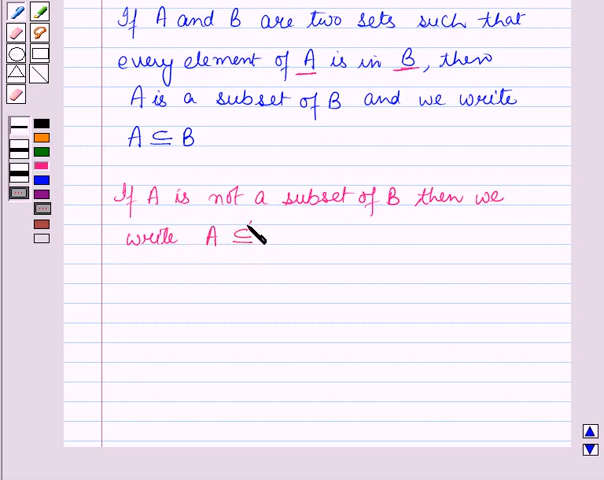 If A and B are two sets such that
every element of A is in B, then
A is a subset of B and we write
A ⊆ B
If A is not a subset of B then we
write A ⊆